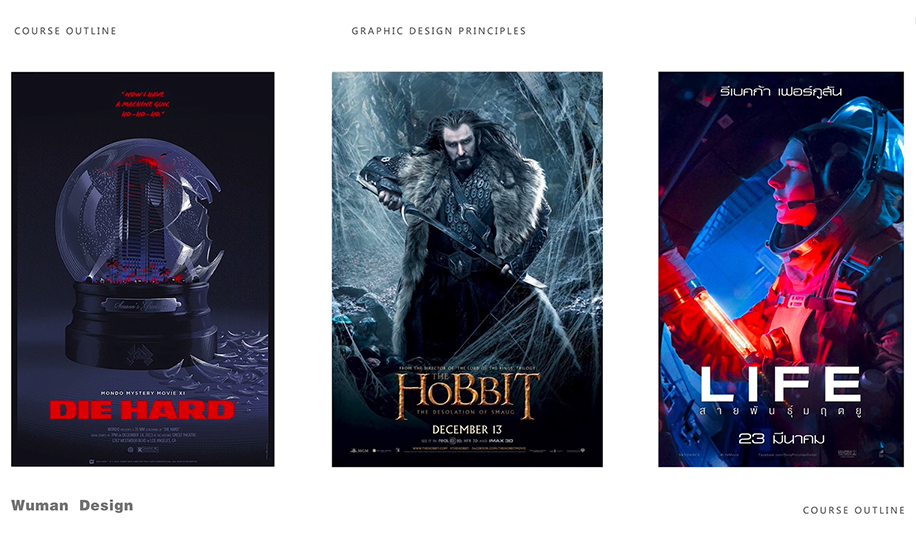 COURSE OUTLINE
GRAPHIC DESIGN PRINCIPLES
"NOW I HAVE
A MACHINE GUN.
HO-HO-HO."
MONDO MYSTERY MOVIE XI
DIE HARD
FROM THE DIRECTOR OF "THE LORD OF THE RINGS" TRILOGY
THE
HOBBIT
THE DESOLATION OF SMAUG
DECEMBER 13
รีเบคก้า เฟอร์กูสัน
LIFE
สายพันธุ์มฤตยู
23 มีนาคม
Wuman Design
COURSE OUTLINE